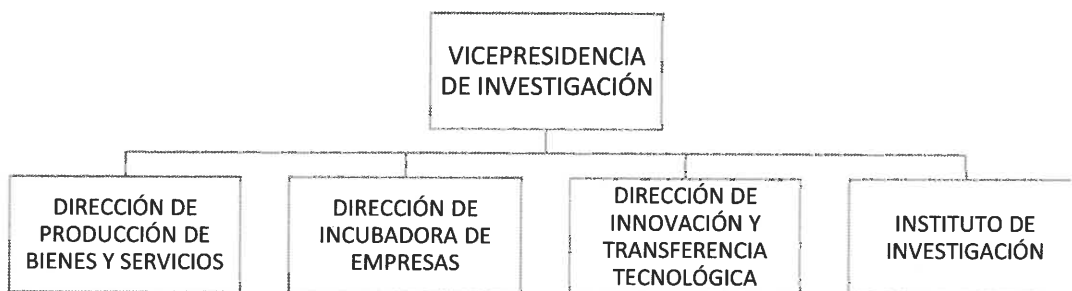 VICEPRESIDENCIA
DE INVESTIGACIÓN
DIRECCIÓN DE
PRODUCCIÓN DE
BIENES Y SERVICIOS
DIRECCIÓN DE
INCUBADORA DE
EMPRESAS
DIRECCIÓN DE
INNOVACIÓN Y
TRANSFERENCIA
TECNOLÓGICA
INSTITUTO DE
INVESTIGACIÓN